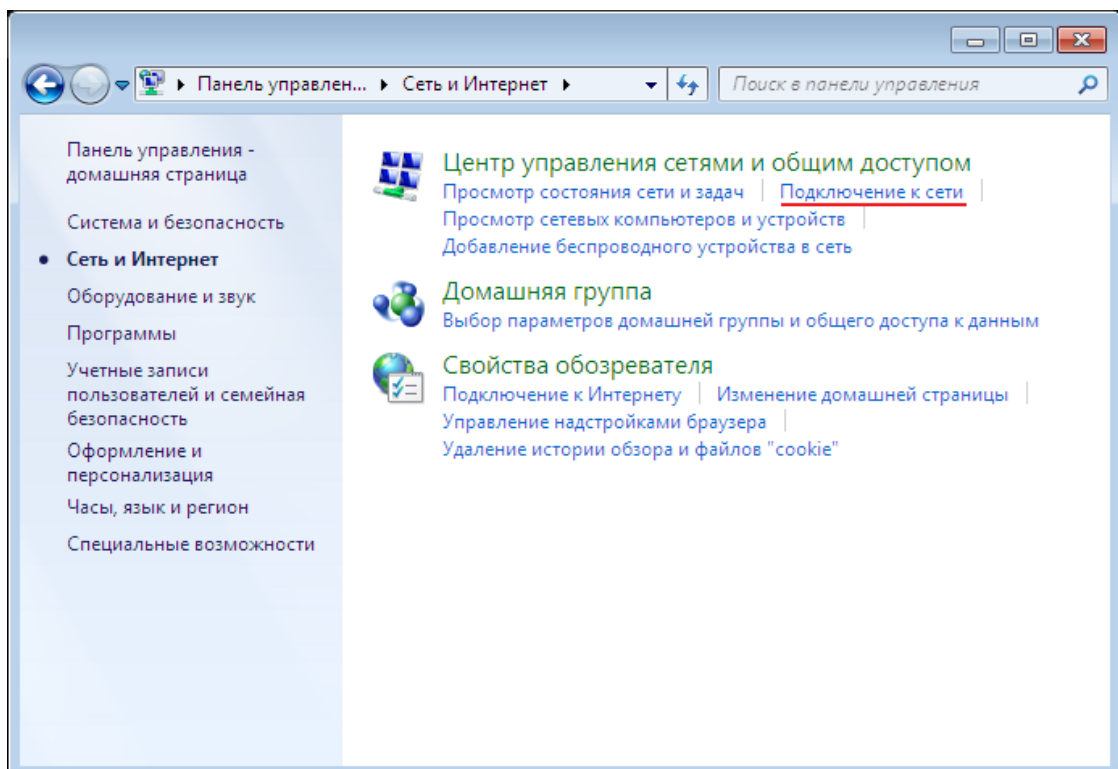 Панель управлен... Сеть и Интернет
Поиск в панели управления
Панель управления -
домашняя страница
Система и безопасность
Сеть и Интернет
Оборудование и звук
Программы
Учетные записи
пользователей и семейная
безопасность
Оформление и
персонализация
Часы, язык и регион
Специальные возможности
Центр управления сетями и общим доступом
Просмотр состояния сети и задач Подключение к сети
Просмотр сетевых компьютеров и устройств
Добавление беспроводного устройства в сеть
Домашняя группа
Выбор параметров домашней группы и общего доступа к данным
Свойства обозревателя
Подключение к Интернету Изменение домашней страницы
Управление надстройками браузера
Удаление истории обзора и файлов "cookie"